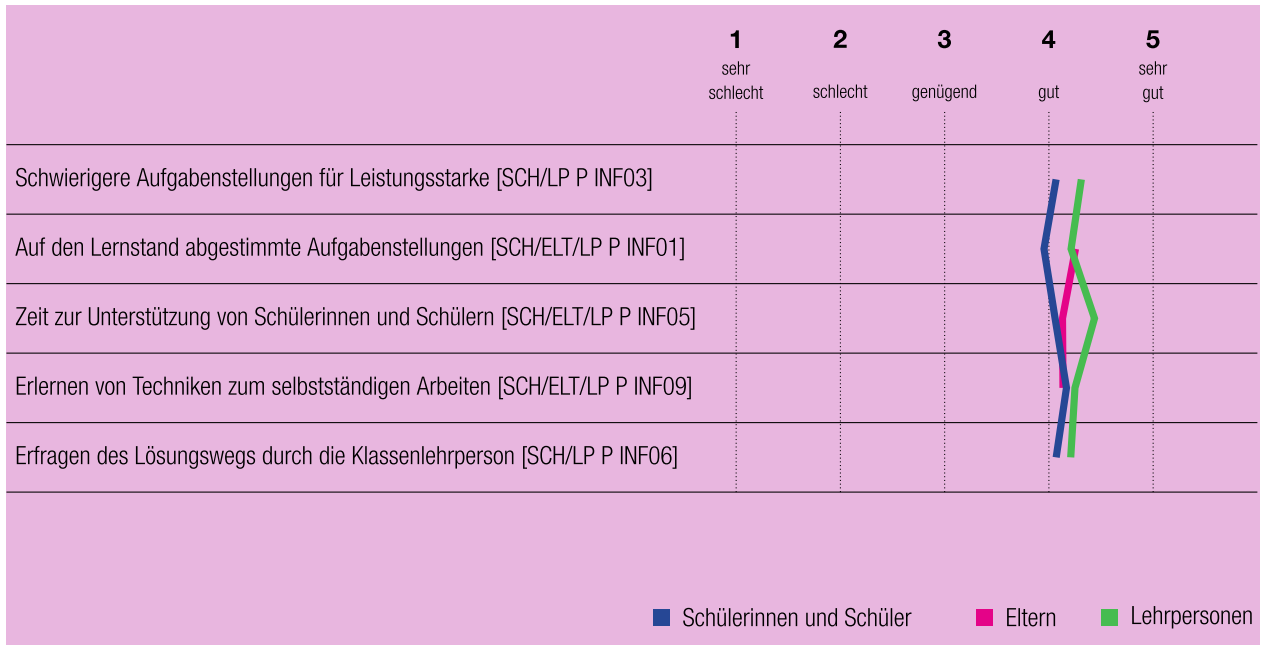 1 2 3 4 5
sehr schlecht schlecht genügend gut sehr gut
Schwierigere Aufgabenstellungen für Leistungsstarke [SCH/LP P INF03]
Auf den Lernstand abgestimmte Aufgabenstellungen [SCH/ELT/LP P INF01]
Zeit zur Unterstützung von Schülerinnen und Schülern [SCH/ELT/LP P INF05]
Erlernen von Techniken zum selbstständigen Arbeiten [SCH/ELT/LP P INF09]
Erfragen des Lösungswegs durch die Klassenlehrperson [SCH/LP P INF06]
Schülerinnen und Schüler Eltern Lehrpersonen